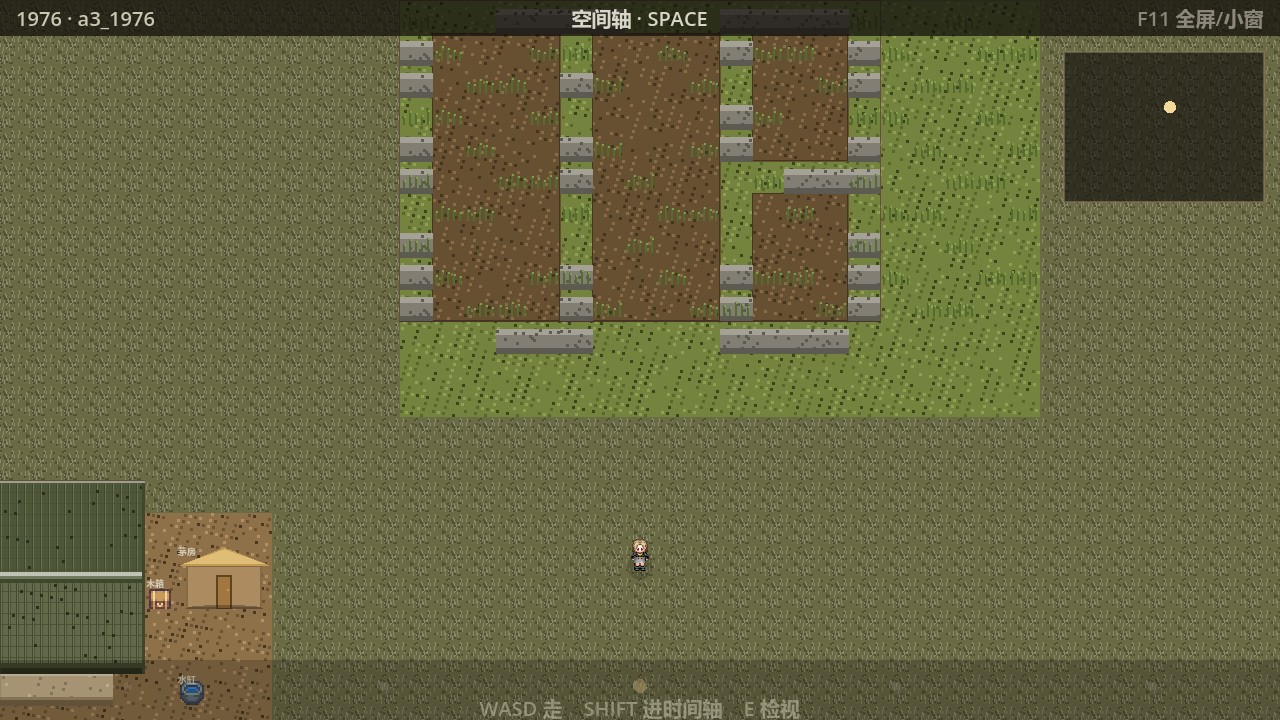 1976 · a3_1976
空间轴 · SPACE
F11 全屏/小窗
茅房
木箱
水缸
WASD 走 SHIFT 进时间轴 E 检视